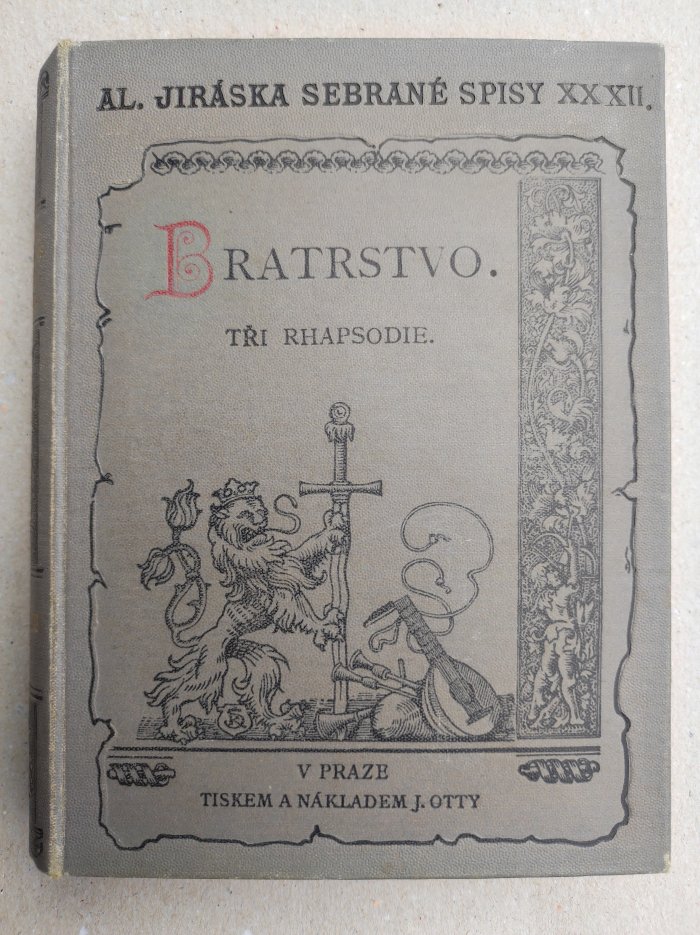 AL. JIRÁSKA SEBRANÉ SPISY XXXII.
BRATRSTVO.
TŘI RHAPSODIE.
V PRAZE
TISKEM A NÁKLADEM J. OTTY